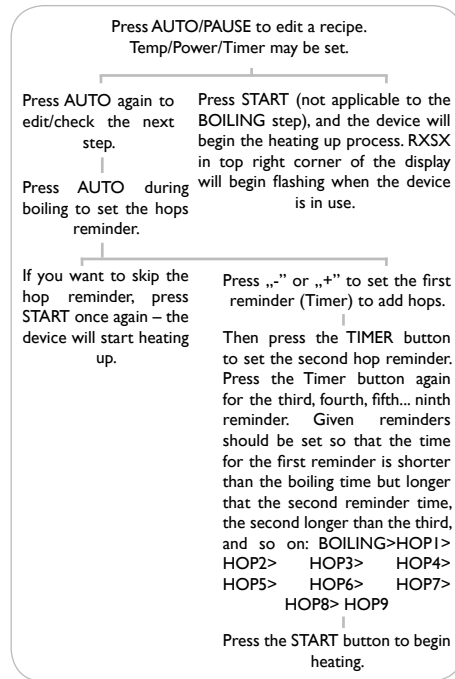 Press AUTO/PAUSE to edit a recipe.
Temp/Power/Timer may be set.
Press AUTO again to
edit/check the next
step.
Press AUTO during
boiling to set the hops
reminder.
Press START (not applicable to the
BOILING step), and the device will
begin the heating up process. RXSX
in top right corner of the display
will begin flashing when the device
is in use.
If you want to skip the
hop reminder, press
START once again – the
device will start heating
up.
Press „-” or „+” to set the first
reminder (Timer) to add hops.
Then press the TIMER button
to set the second hop reminder.
Press the Timer button again
for the third, fourth, fifth... ninth
reminder. Given reminders
should be set so that the time
for the first reminder is shorter
than the boiling time but longer
that the second reminder time,
the second longer than the third,
and so on: BOILING>HOP1>
HOP2> HOP3> HOP4>
HOP5> HOP6> HOP7>
HOP8> HOP9
Press the START button to begin
heating.